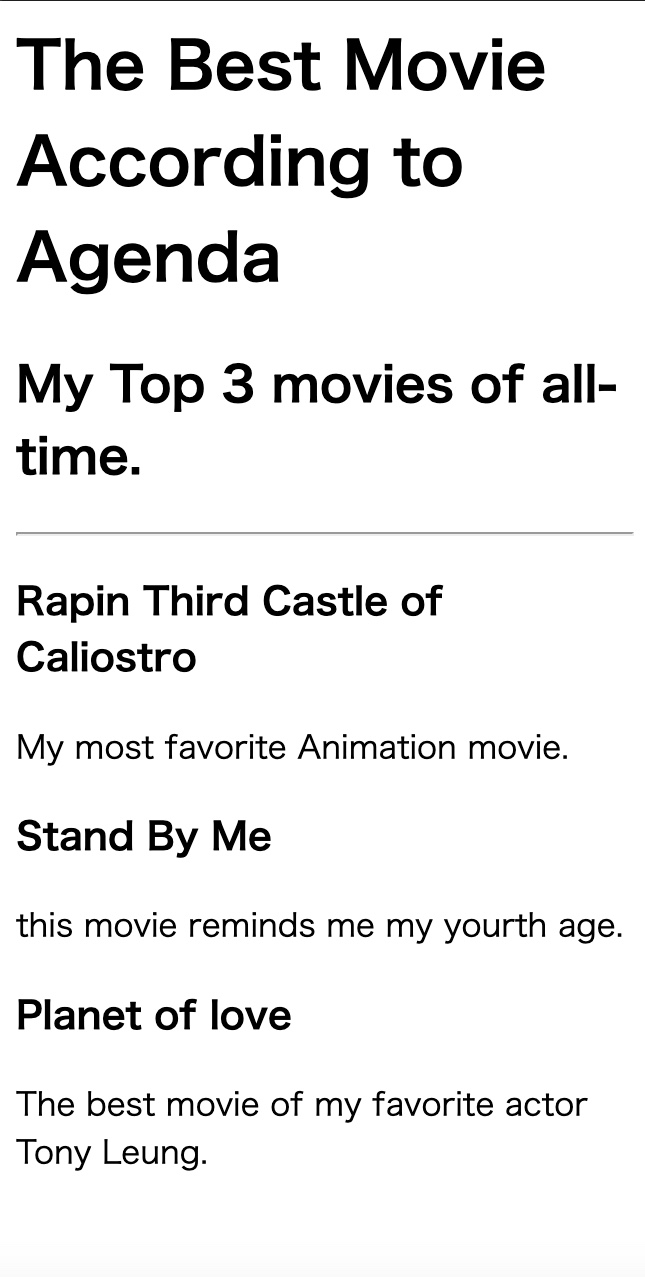 The Best Movie
According to
Agenda
My Top 3 movies of all-
time.
Rapin Third Castle of
Caliostro
My most favorite Animation movie.
Stand By Me
this movie reminds me my yourth age.
Planet of love
The best movie of my favorite actor
Tony Leung.